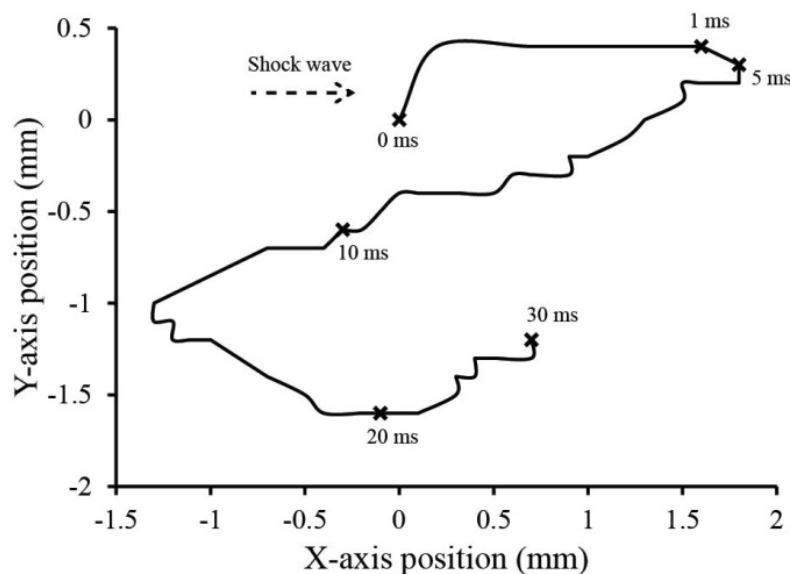 0.5
1 ms
Shock wave
5 ms
0
0 ms
-0.5
10 ms
-1
30 ms
-1.5
20 ms
-2
-1.5
-1
-0.5
0
0.5
1
1.5
2
Y-axis position (mm)
X-axis position (mm)